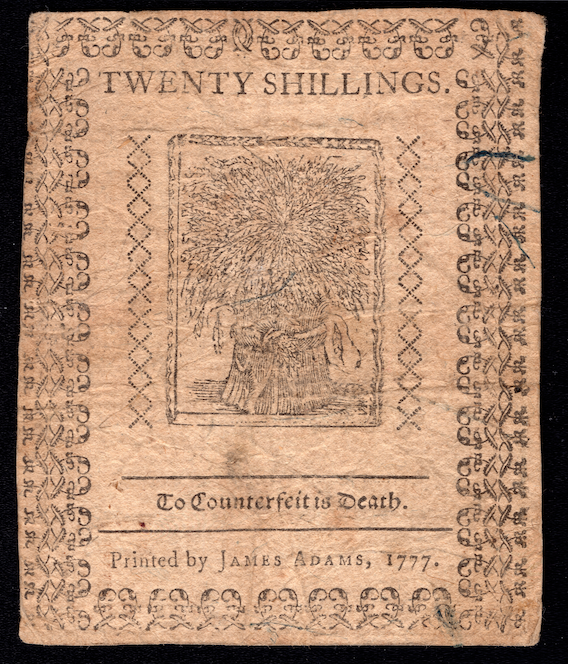 TWENTY SHILLINGS.
To Counterfeit is Death.
Printed by JAMES ADAMS, 1777.